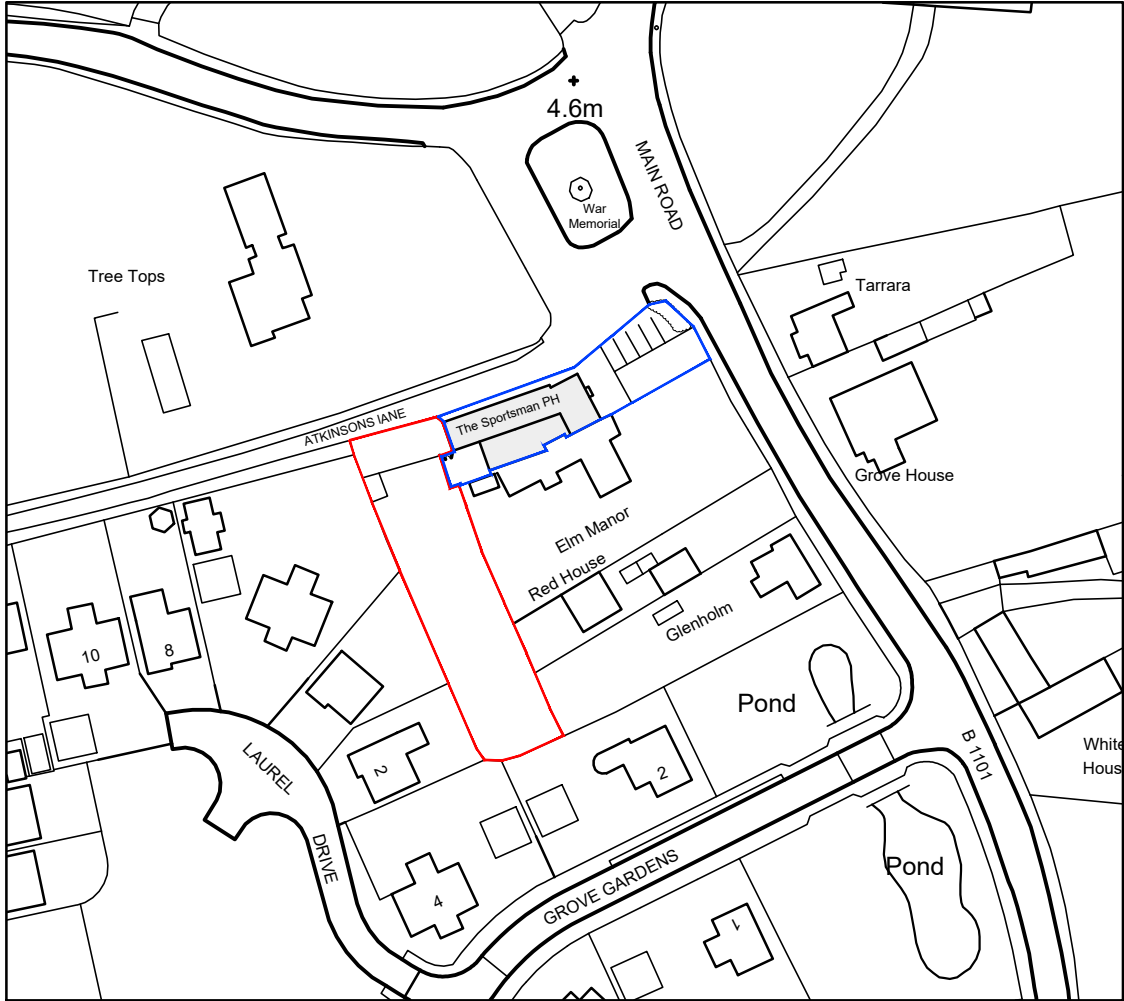 4.6m
MAIN ROAD
War
Memorial
Tree Tops
Tarrara
The Sportsman PH
ATKINSONS lANE
Grove House
Elm Manor
Red House
Glenholm
10
8
Pond
LAUREL
2
2
B 1101
White
Hous
DRIVE
4
GROVE GARDENS
Pond
1